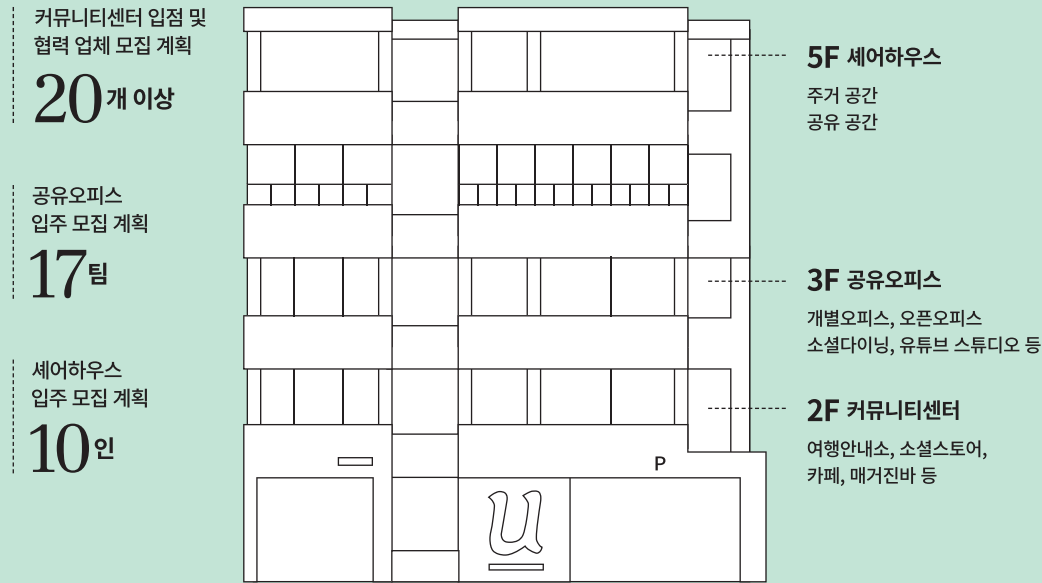 커뮤니티센터 입점 및
협력 업체 모집 계획
20개 이상
공유오피스
입주 모집 계획
17팀
셰어하우스
입주 모집 계획
10인
5F 셰어하우스
주거 공간
공유 공간
3F 공유오피스
개별오피스, 오픈오피스
소셜다이닝, 유튜브 스튜디오 등
2F 커뮤니티센터
여행안내소, 소셜스토어,
카페, 매거진바 등
P
u